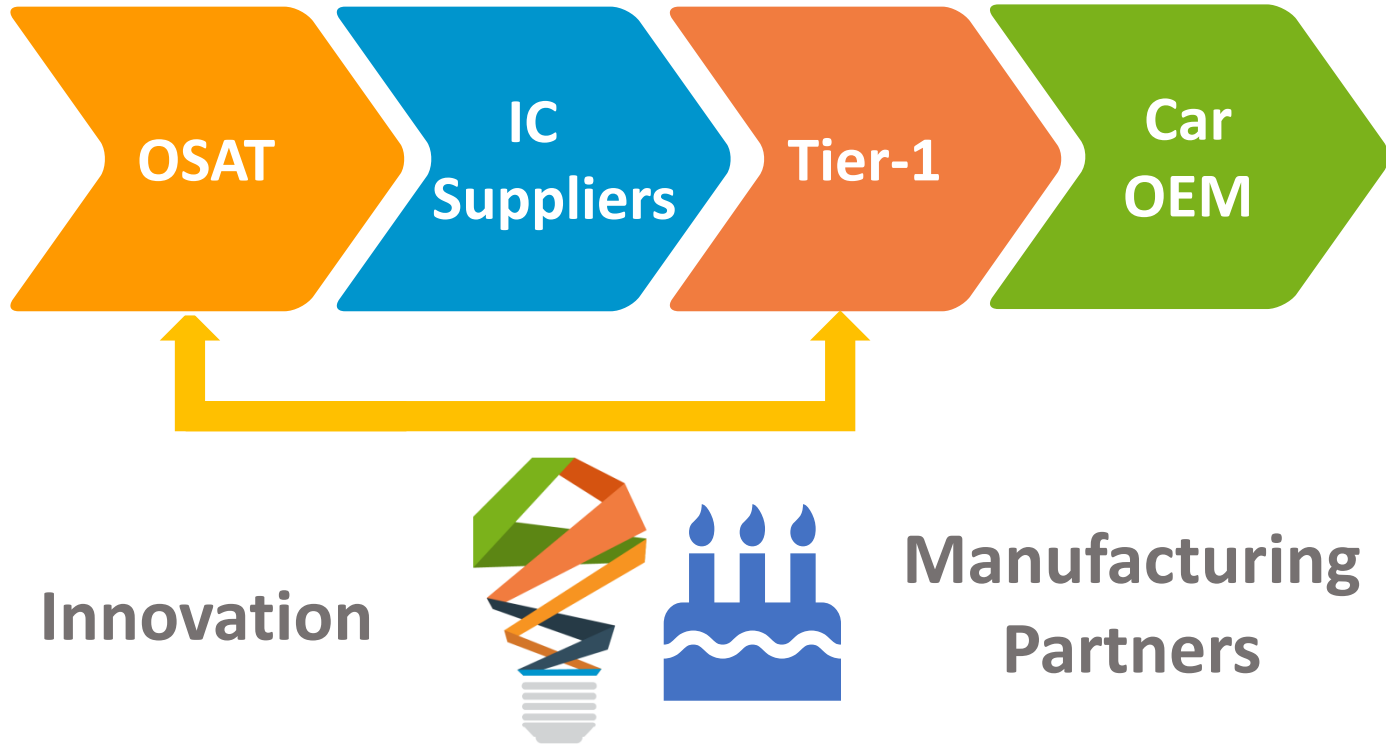 OSAT
IC
Suppliers
Tier-1
Car
OEM
Innovation
Manufacturing
Partners